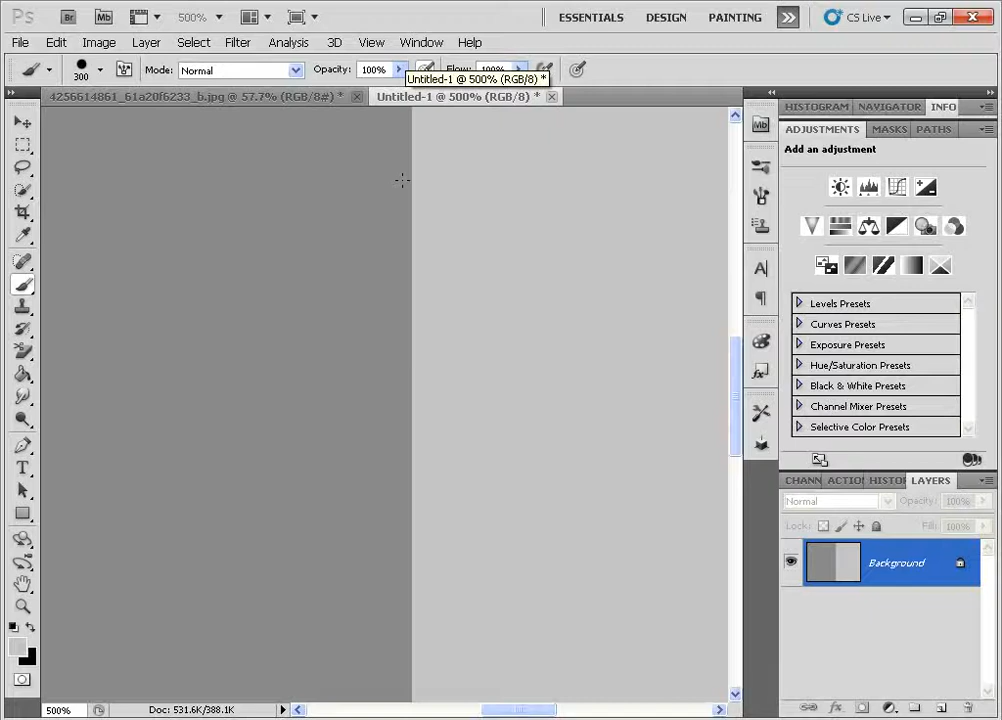 Ps Br Mb 500% ESSENTIALS DESIGN PAINTING CS Live
File Edit Image Layer Select Filter Analysis 3D View Window Help
300 Mode: Normal Opacity: 100% Flow: 100%
Untitled-1 @ 500% (RGB/8) *
4256614861_61a20f6233_b.jpg @ 57.7% (RGB/8#) * Untitled-1 @ 500% (RGB/8) *
HISTOGRAM NAVIGATOR INFO
Mb
ADJUSTMENTS MASKS PATHS
Add an adjustment
Levels Presets
Curves Presets
Exposure Presets
Hue/Saturation Presets
Black & White Presets
Channel Mixer Presets
Selective Color Presets
CHANN ACTIO HISTO LAYERS
Normal Opacity: 100%
Lock: Fill: 100%
Background
500% Doc: 531.6K/388.1K